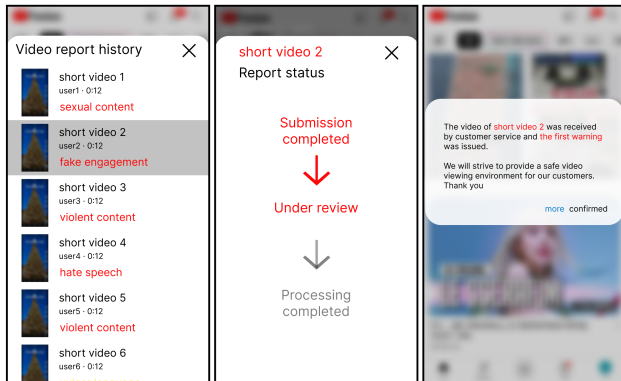 Video report history
short video 1
user1 · 0:12
sexual content
short video 2
user2 · 0:12
fake engagement
short video 3
user3 · 0:12
violent content
short video 4
user4 · 0:12
hate speech
short video 5
user5 · 0:12
violent content
short video 6
user6 · 0:12
short video 2
Report status
Submission
completed
Under review
Processing
completed
The video of short video 2 was received
by customer service and the first warning
was issued.
We will strive to provide a safe video
viewing environment for our customers.
Thank you
more confirmed